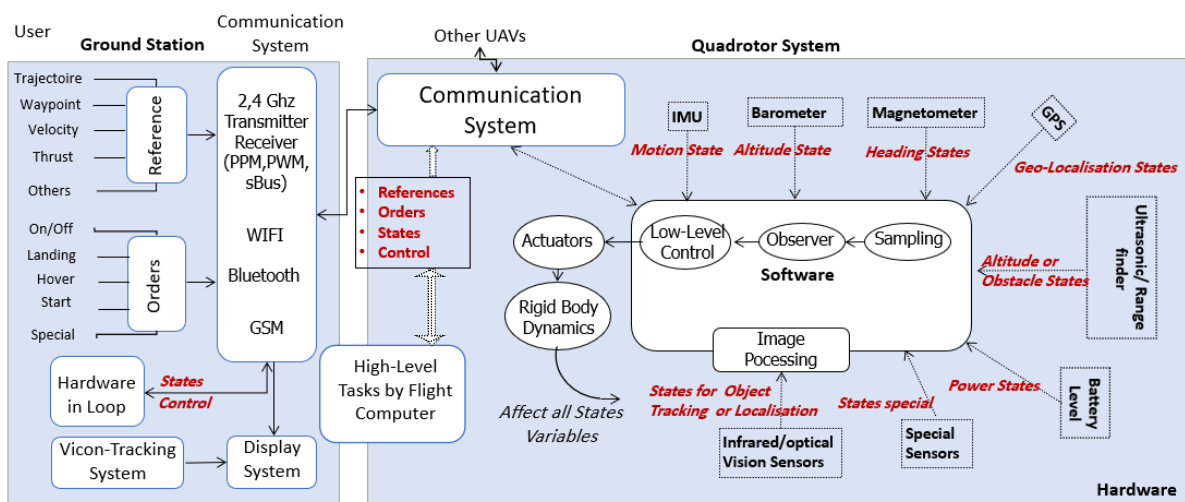 User
Ground Station
Communication
System
Trajectoire
Waypoint
Velocity
Thrust
Others
Reference
On/Off
Landing
Hover
Start
Special
Orders
2,4 Ghz
Transmitter
Receiver
(PPM,PWM,
sBus)
WIFI
Bluetooth
GSM
Hardware
in Loop
States
Control
Vicon-Tracking
System
Display
System
Other UAVs
Quadrotor System
Communication
System
• References
• Orders
• States
• Control
High-Level
Tasks by Flight
Computer
IMU
Barometer
Magnetometer
GPS
Motion State
Altitude State
Heading States
Geo-Localisation States
Actuators
Low-Level
Control
Observer
Sampling
Software
Rigid Body
Dynamics
Image
Pocessing
Affect all States
Variables
Altitude or
Obstacle States
Ultrasonic/ Range
finder
States for Object
Tracking or Localisation
States special
Power States
Infrared/optical
Vision Sensors
Special
Sensors
Battery
Level
Hardware